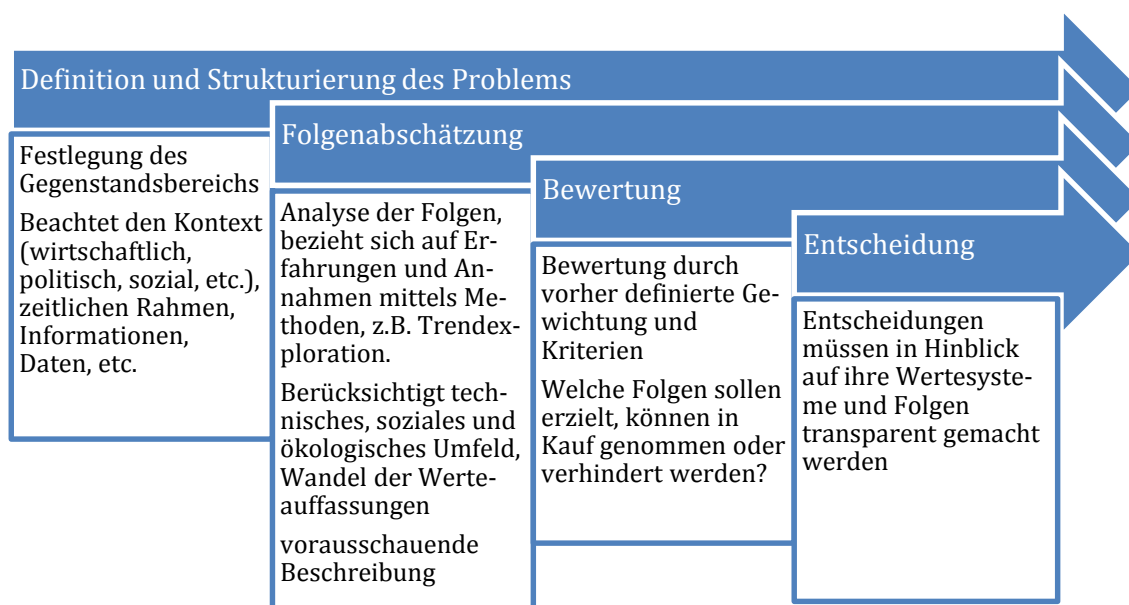 Definition und Strukturierung des Problems
Festlegung des
Gegenstandsbereichs
Beachtet den Kontext
(wirtschaftlich,
politisch, sozial, etc.),
zeitlichen Rahmen,
Informationen,
Daten, etc.
Folgenabschätzung
Analyse der Folgen,
bezieht sich auf Er-
fahrungen und An-
nahmen mittels Me-
thoden, z.B. Trendex-
ploration.
Berücksichtigt tech-
nisches, soziales und
ökologisches Umfeld,
Wandel der Werte-
auffassungen
vorausschauende
Beschreibung
Bewertung
Bewertung durch
vorher definierte Ge-
wichtung und
Kriterien
Welche Folgen sollen
erzielt, können in
Kauf genommen oder
verhindert werden?
Entscheidung
Entscheidungen
müssen in Hinblick
auf ihre Wertesyste-
me und Folgen
transparent gemacht
werden